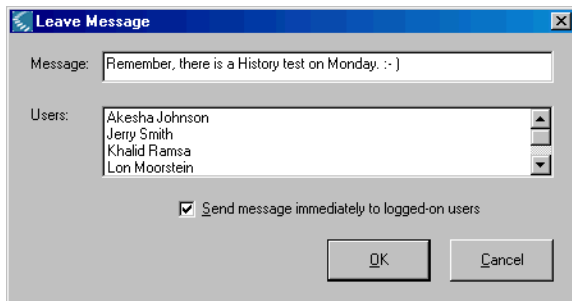 Leave Message
Message: Remember, there is a History test on Monday. :- )
Users: Akesha Johnson
Jerry Smith
Khalid Ramsa
Lon Moorstein
Send message immediately to logged-on users
OK Cancel